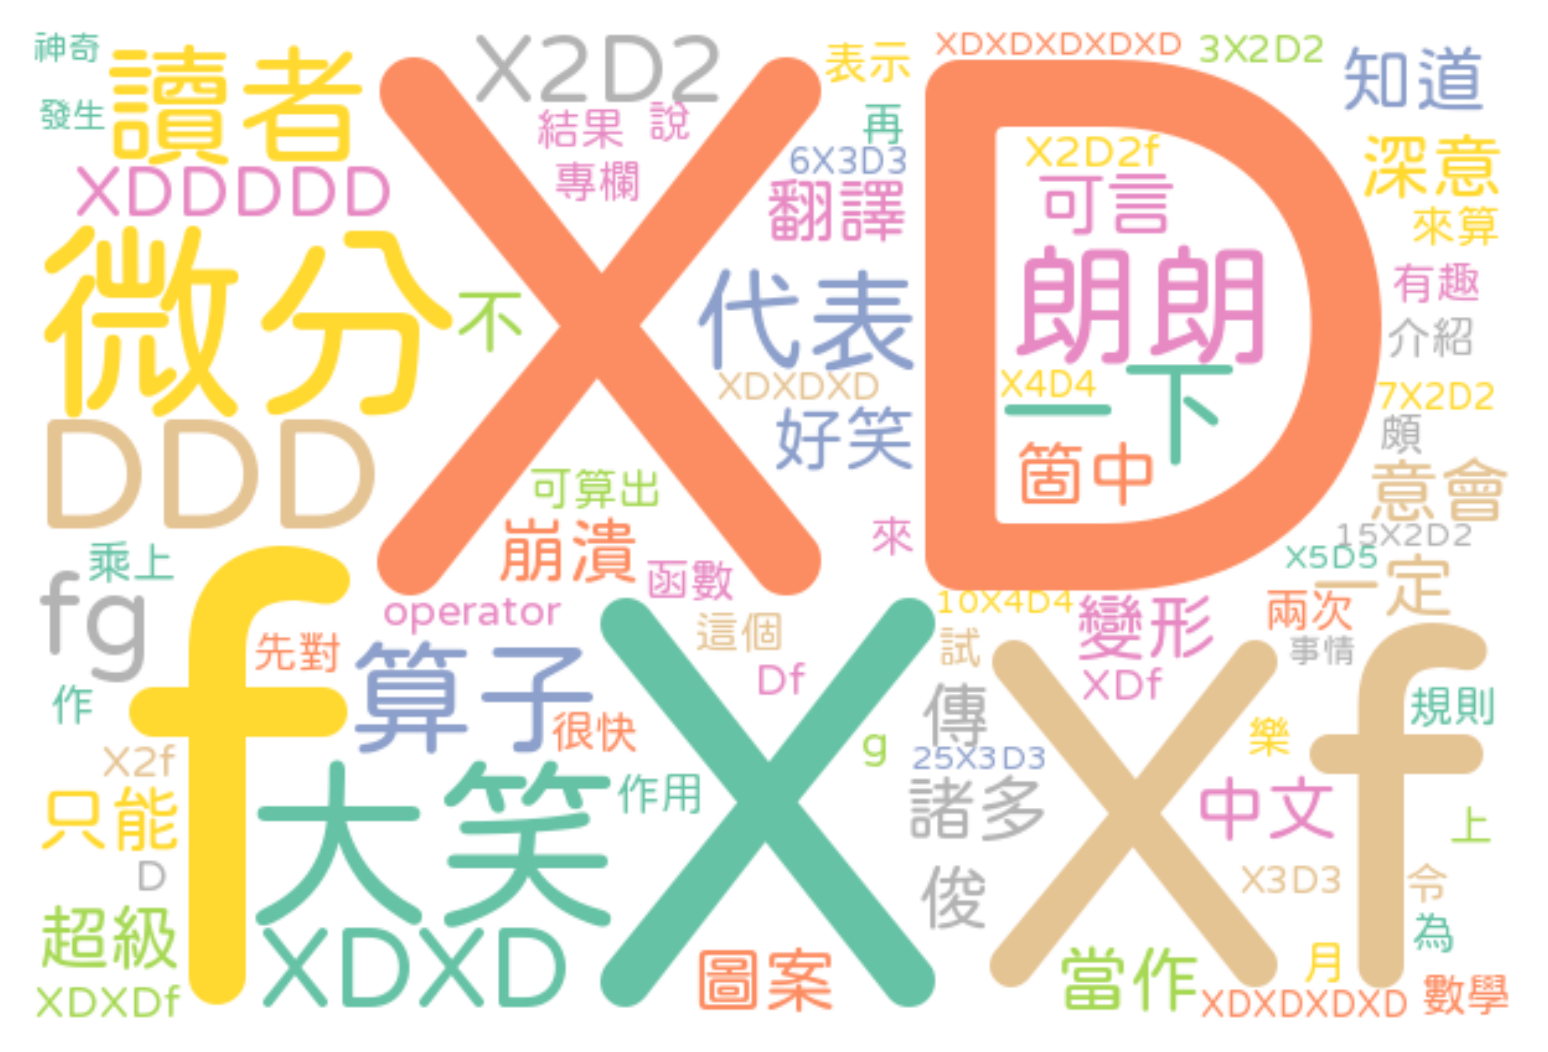 神奇
讀者
X2D2
表示
XDXDXDXDXD
3X2D2
知道
發生
結果
說
再
6X3D3
X2D2f
深意
XDDDDD
專欄
翻譯
可言
來算
XD
微分
不
代表
朗朗
有趣
介紹
XDXDXD
X4D4
一下
7X2D2
好笑
頗
DDD
箇中
可算出
意會
崩潰
來
15X2D2
乘上
函數
X5D5
一定
fg
operator
10X4D4
變形
兩次
f
先對
這個
試
事情
算子
X
Df
XDf
Xf
作
傳
規則
很快
g
樂
X2f
25X3D3
只能
大笑
作用
諸多
中文
上
D
俊
X3D3
令
超級
為
XDXD
圖案
當作
月
XDXDf
XDXDXDXD
數學